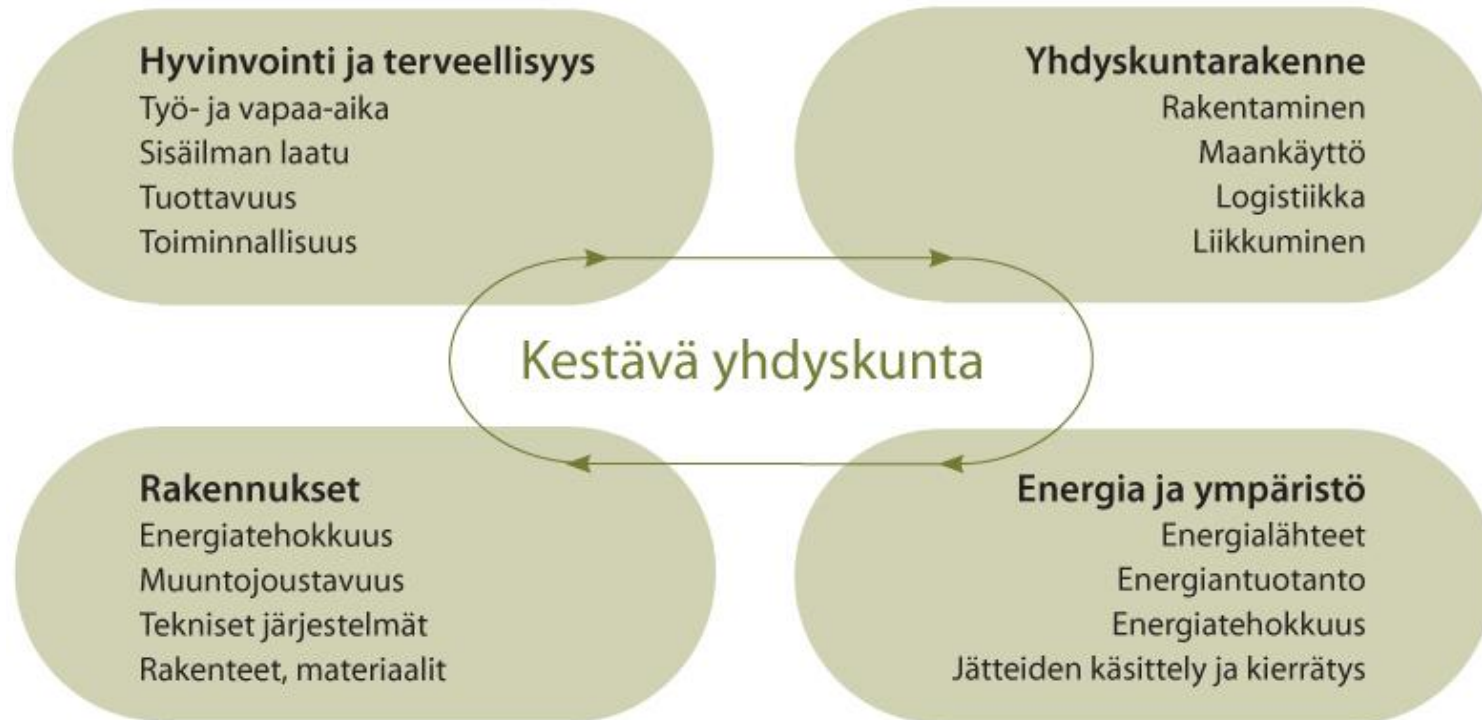 Hyvinvointi ja terveellisyys
Työ- ja vapaa-aika
Sisäilman laatu
Tuottavuus
Toiminnallisuus
Yhdyskuntarakenne
Rakentaminen
Maankäyttö
Logistiikka
Liikkuminen
Kestävä yhdyskunta
Rakennukset
Energiatehokkuus
Muuntojoustavuus
Tekniset järjestelmät
Rakenteet, materiaalit
Energia ja ympäristö
Energialähteet
Energiantuotanto
Energiatehokkuus
Jätteiden käsittely ja kierrätys